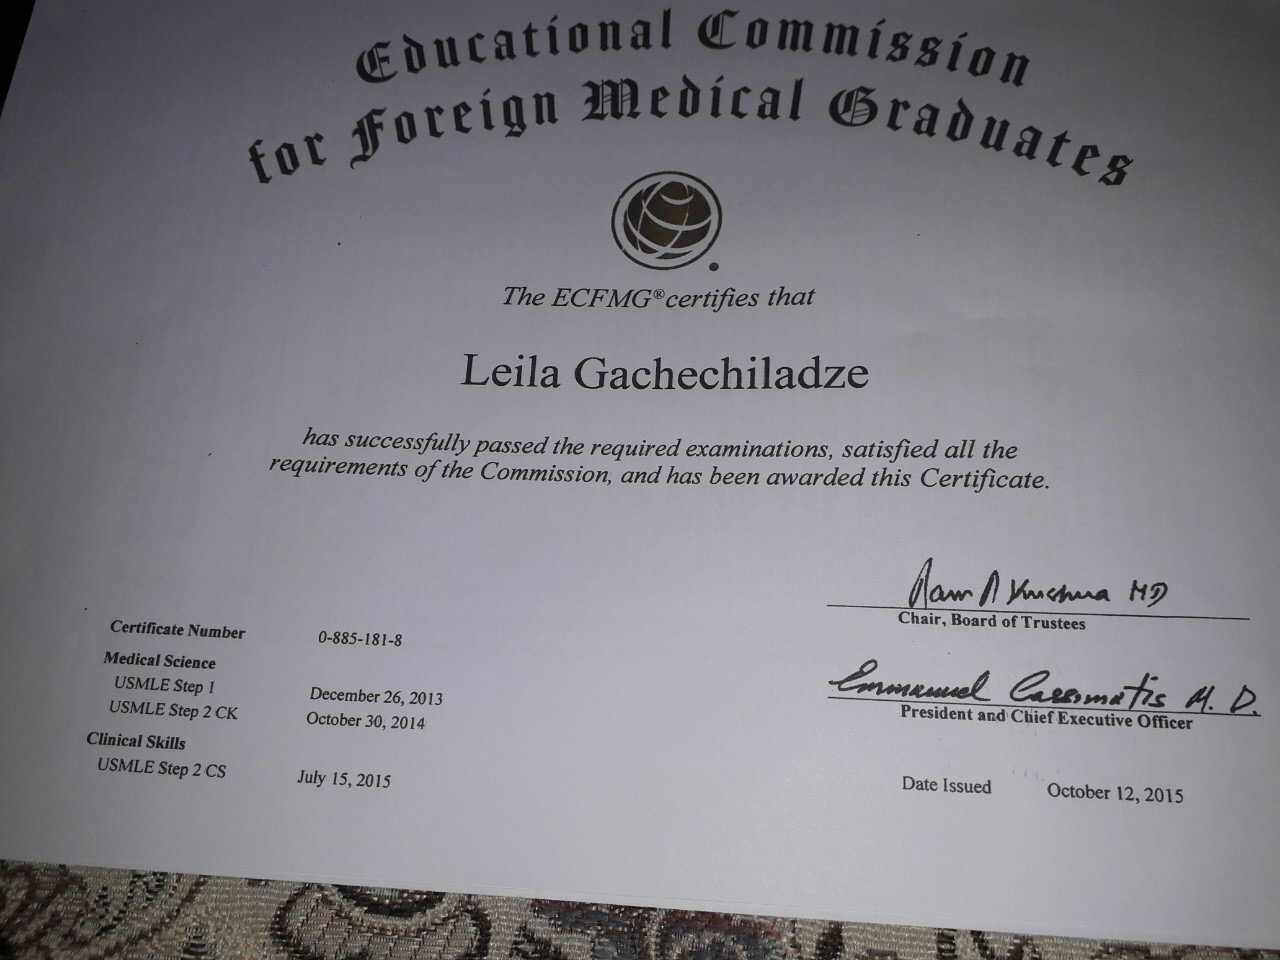 Educational Commission
for Foreign Medical Graduates
The ECFMG® certifies that
Leila Gachechiladze
has successfully passed the required examinations, satisfied all the
requirements of the Commission, and has been awarded this Certificate.
Certificate Number 0-885-181-8
Medical Science
USMLE Step 1 December 26, 2013
USMLE Step 2 CK October 30, 2014
Clinical Skills
USMLE Step 2 CS July 15, 2015
MD
Chair, Board of Trustees
Emmanuel Cassimatis M. D.
President and Chief Executive Officer
Date Issued October 12, 2015